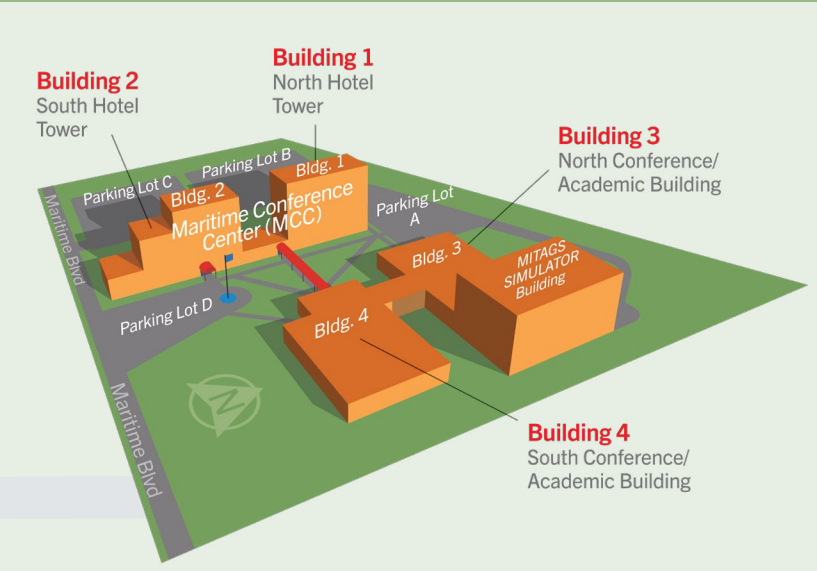 Building 1
North Hotel
Tower
Building 2
South Hotel
Tower
Building 3
North Conference/
Academic Building
Parking Lot B
Parking Lot C
Bldg. 1
Bldg. 2
Maritime Conference
Center (MCC)
Parking Lot
A
Maritime Blvd
Bldg. 3
MITAGS
SIMULATOR
Building
Parking Lot D
Bldg. 4
N
Maritime Blvd
Building 4
South Conference/
Academic Building